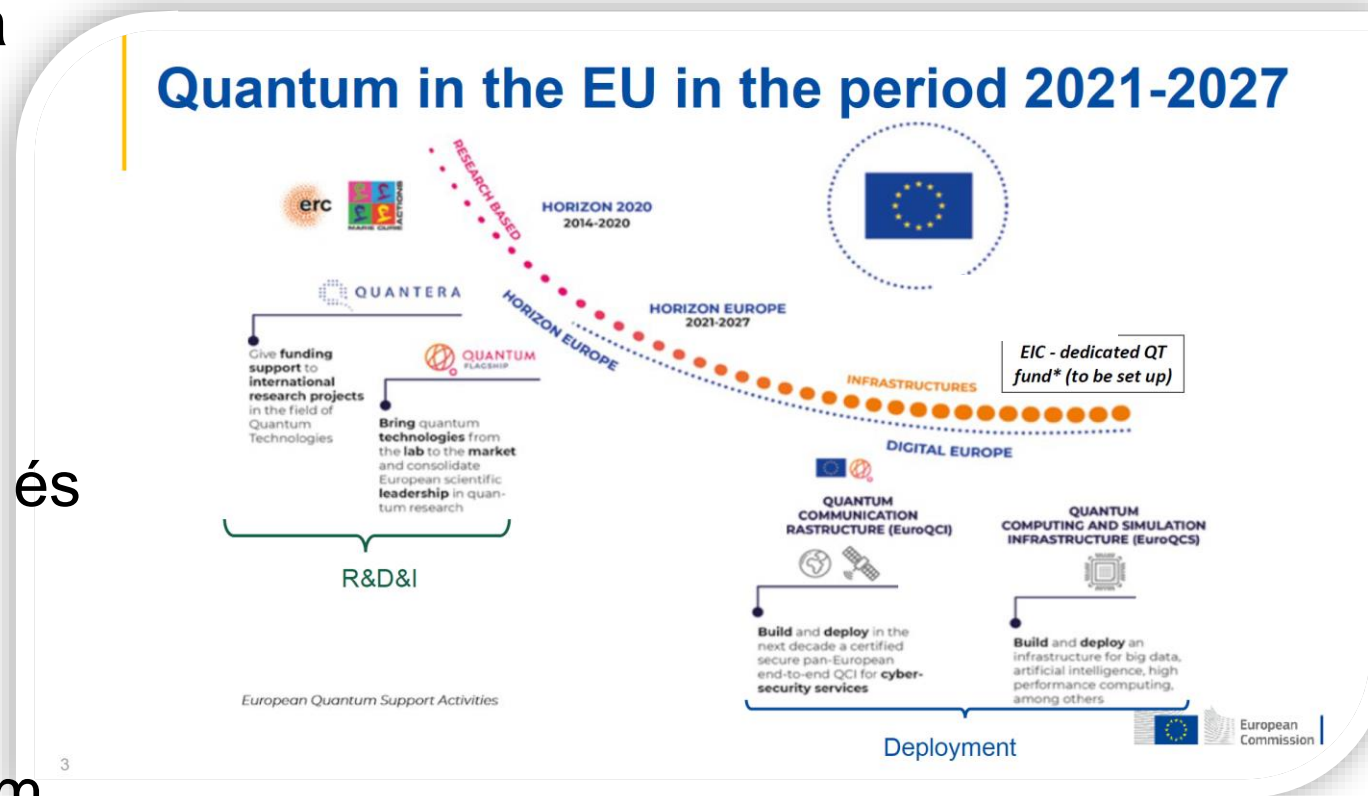 a
Quantum in the EU in the period 2021-2027
erc
MARIE CURIE ACTIONS
RESEARCH BASED
HORIZON 2020
2014-2020
QUANTERA
HORIZON EUROPE
HORIZON EUROPE
2021-2027
Give funding
support to
international
research projects
in the field of
Quantum
Technologies
QUANTUM
FLAGSHIP
Bring quantum
technologies from
the lab to the market
and consolidate
European scientific
leadership in quan-
tum research
EIC - dedicated QT
fund* (to be set up)
INFRASTRUCTURES
DIGITAL EUROPE
és
R&D&I
QUANTUM
COMMUNICATION
RASTRUCTURE (EuroQCI)
QUANTUM
COMPUTING AND SIMULATION
INFRASTRUCTURE (EuroQCS)
Build and deploy in the
next decade a certified
secure pan-European
end-to-end QCI for cyber-
security services
Build and deploy an
infrastructure for big data,
artificial intelligence, high
performance computing,
among others
European Quantum Support Activities
Deployment
European
Commission
3
m